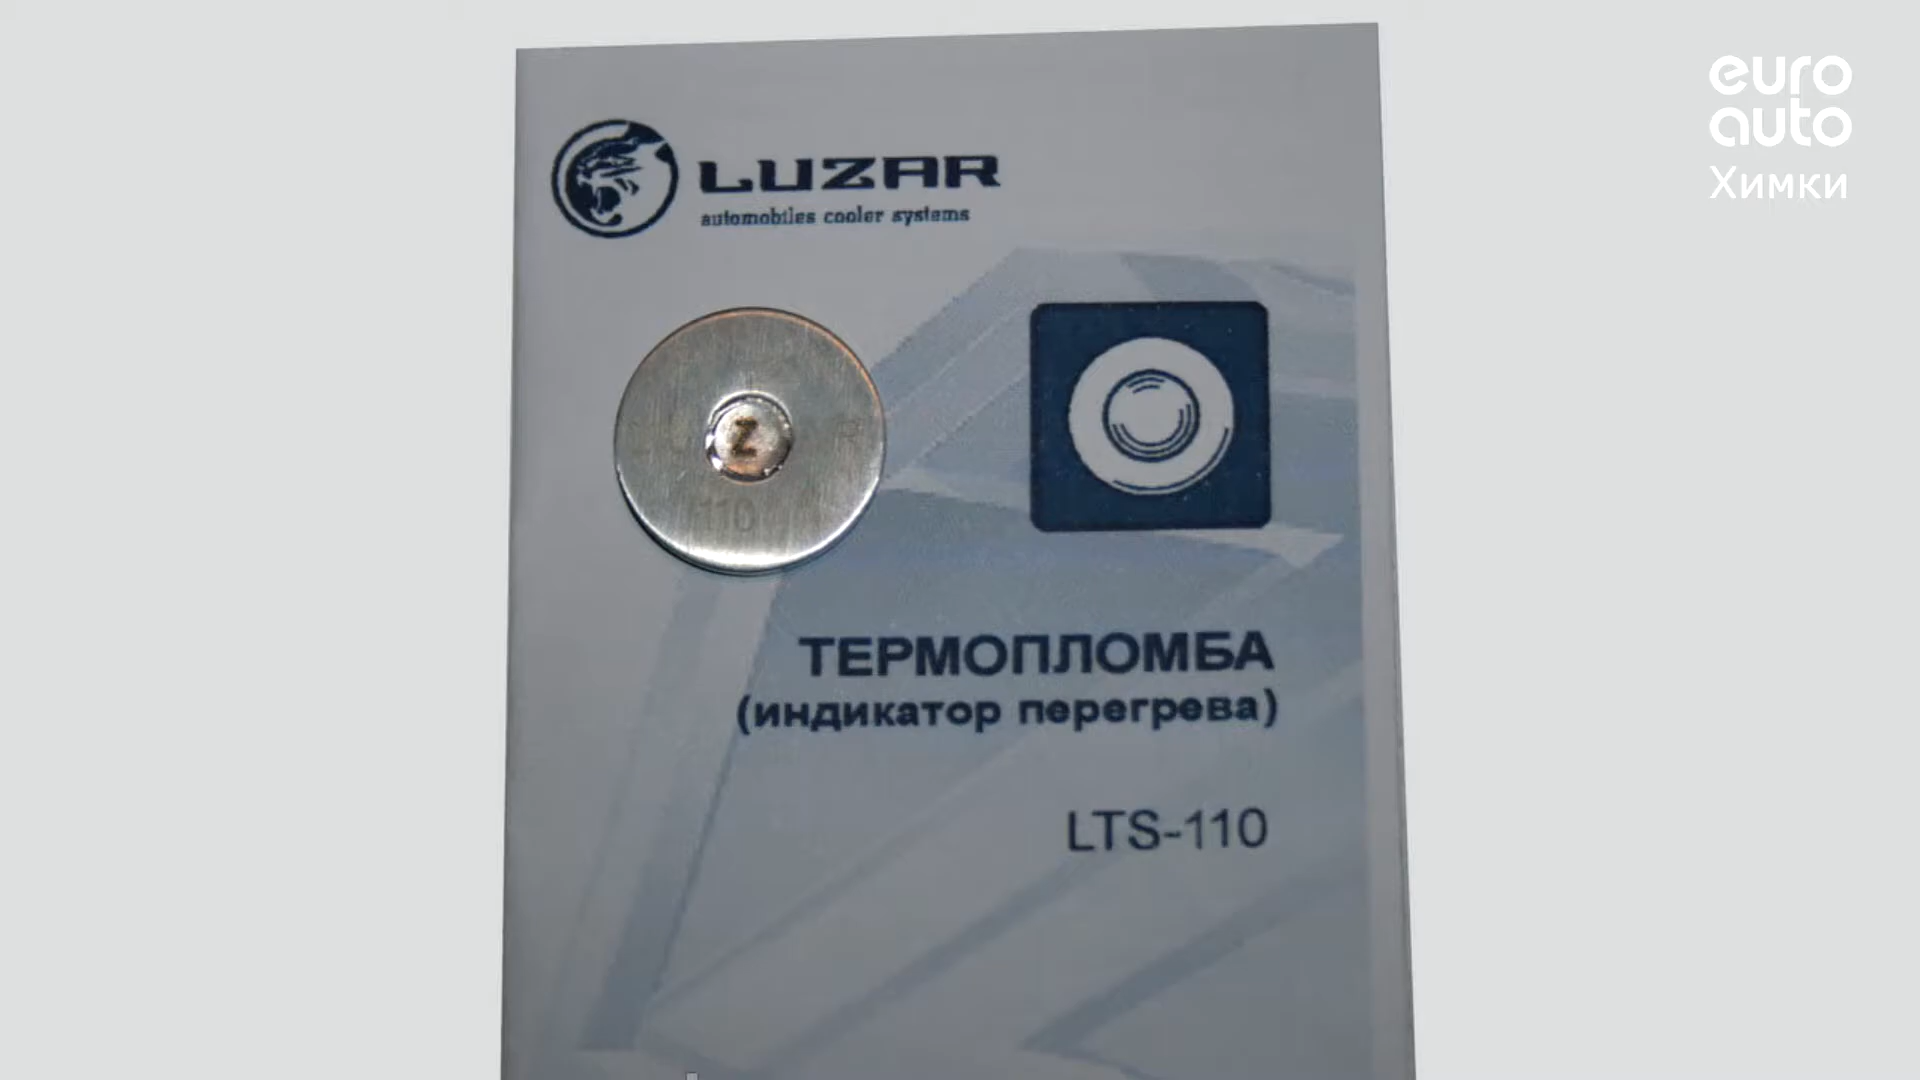 euro
auto
Химки
LUZAR
automobiles cooler systems
Z
R
110
ТЕРМОПЛОМБА
(индикатор перегрева)
LTS-110